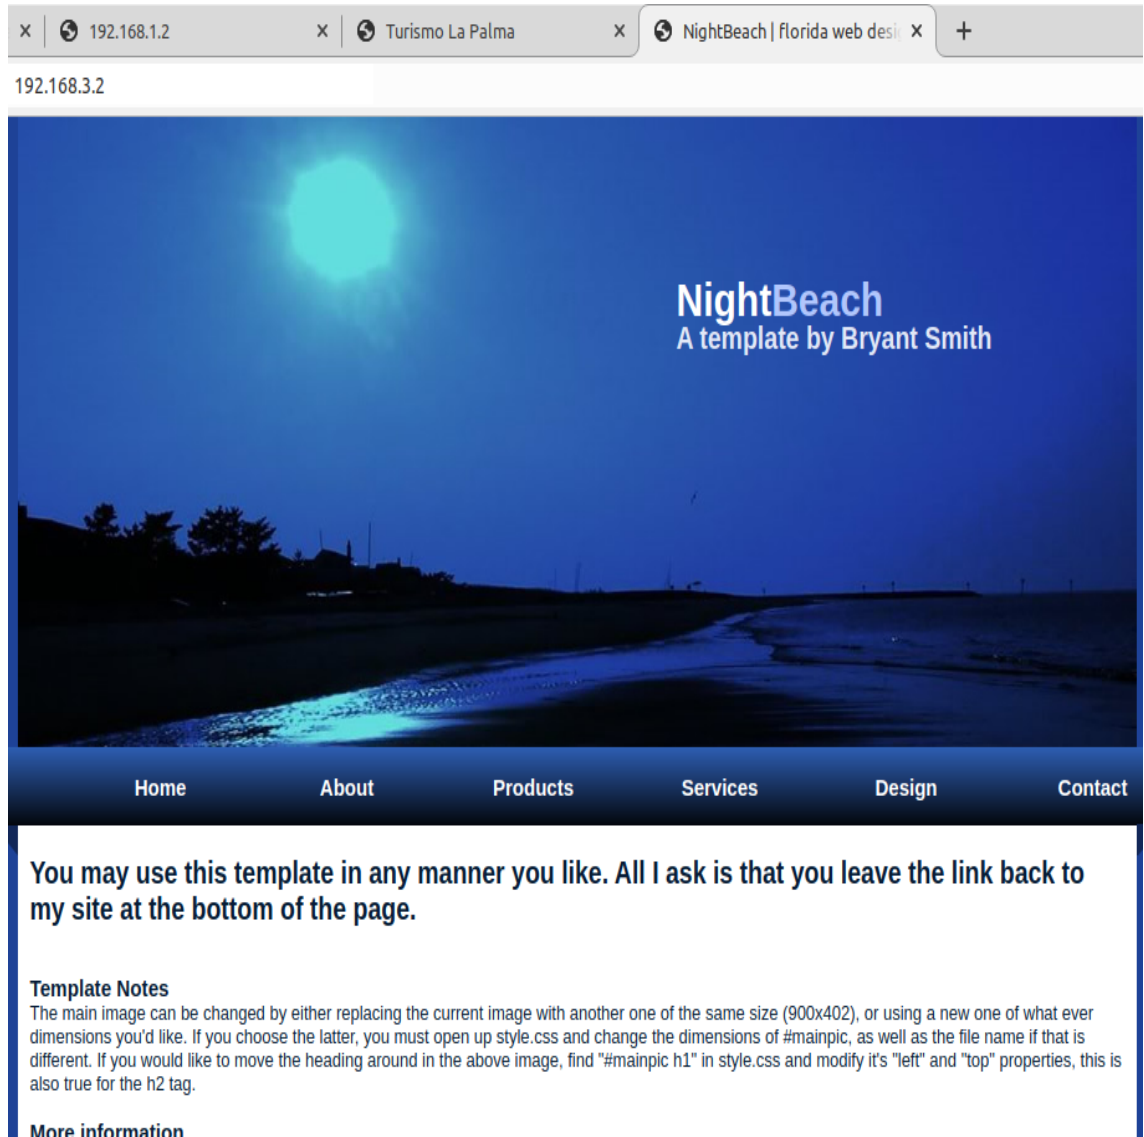 192.168.1.2
Turismo La Palma
NightBeach | florida web desi
192.168.3.2
NightBeach
A template by Bryant Smith
Home About Products Services Design Contact
You may use this template in any manner you like. All I ask is that you leave the link back to
my site at the bottom of the page.
Template Notes
The main image can be changed by either replacing the current image with another one of the same size (900x402), or using a new one of what ever
dimensions you'd like. If you choose the latter, you must open up style.css and change the dimensions of #mainpic, as well as the file name if that is
different. If you would like to move the heading around in the above image, find "#mainpic h1" in style.css and modify it's "left" and "top" properties, this is
also true for the h2 tag.
More information